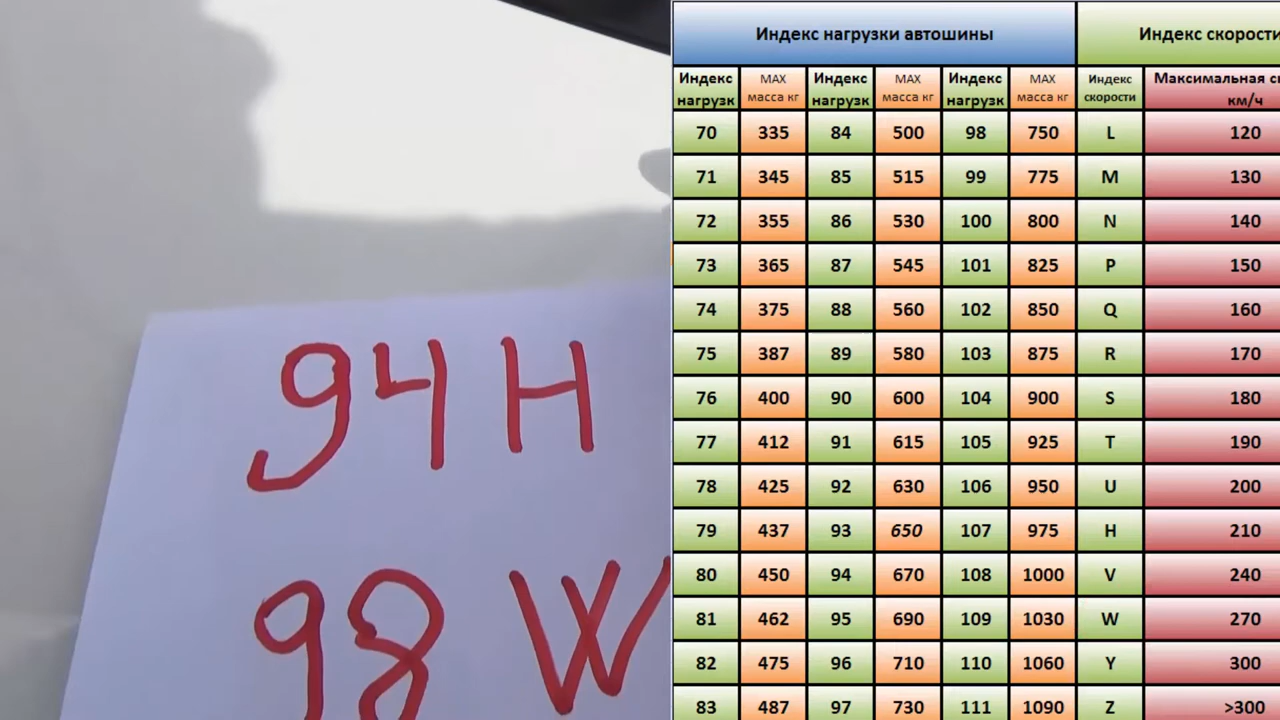 94H
98 W
Индекс нагрузки автошины Индекс скорости
Индекс нагрузк MAX масса кг Индекс нагрузк MAX масса кг Индекс нагрузк MAX масса кг Индекс скорости Максимальная с км/ч
70 335 84 500 98 750 L 120
71 345 85 515 99 775 M 130
72 355 86 530 100 800 N 140
73 365 87 545 101 825 P 150
74 375 88 560 102 850 Q 160
75 387 89 580 103 875 R 170
76 400 90 600 104 900 S 180
77 412 91 615 105 925 T 190
78 425 92 630 106 950 U 200
79 437 93 650 107 975 H 210
80 450 94 670 108 1000 V 240
81 462 95 690 109 1030 W 270
82 475 96 710 110 1060 Y 300
83 487 97 730 111 1090 Z >300